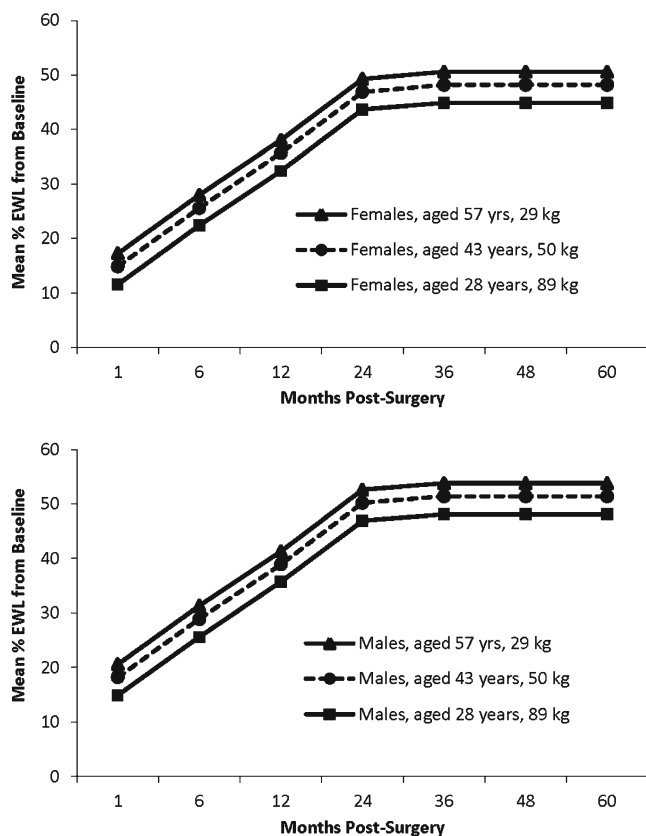 60
50
40
30
20
10
0
Mean % EWL from Baseline
Females, aged 57 yrs, 29 kg
Females, aged 43 years, 50 kg
Females, aged 28 years, 89 kg
1 6 12 24 36 48 60
Months Post-Surgery
60
50
40
30
20
10
0
Mean % EWL from Baseline
Males, aged 57 yrs, 29 kg
Males, aged 43 years, 50 kg
Males, aged 28 years, 89 kg
1 6 12 24 36 48 60
Months Post-Surgery